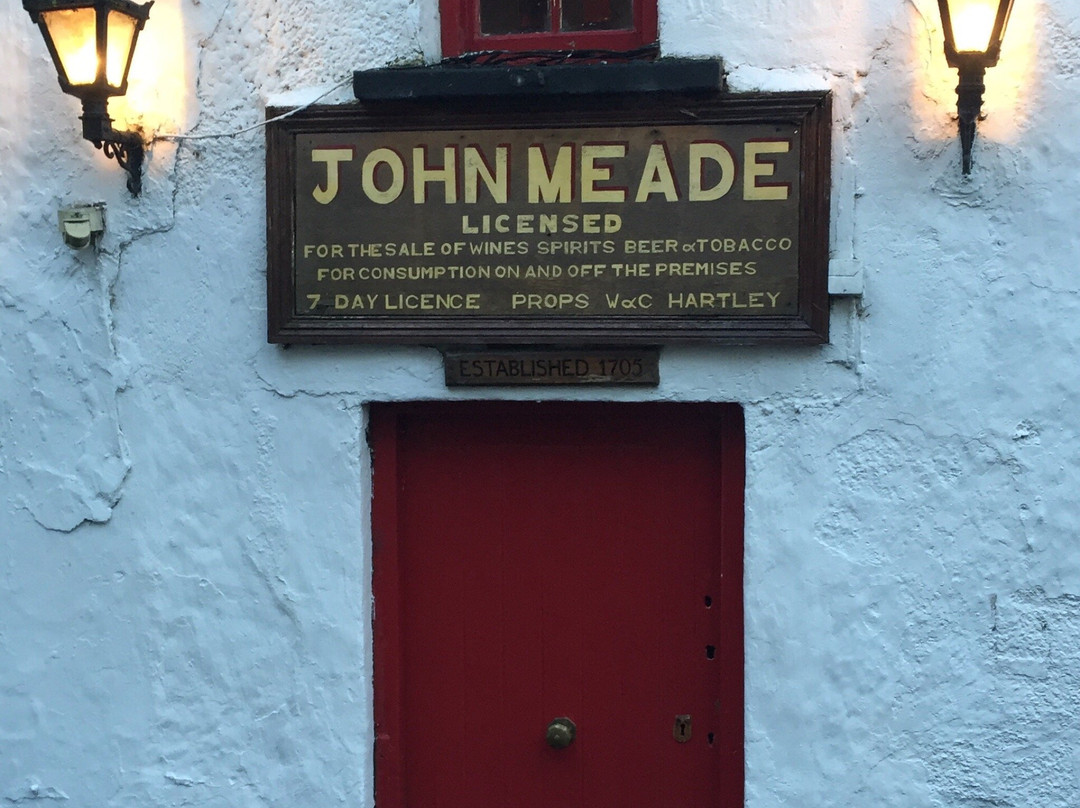 JOHN MEADE
LICENSED
FOR THE SALE OF WINES SPIRITS BEER & TOBACCO
FOR CONSUMPTION ON AND OFF THE PREMISES
7 DAY LICENCE PROPS W & C HARTLEY
ESTABLISHED 1705